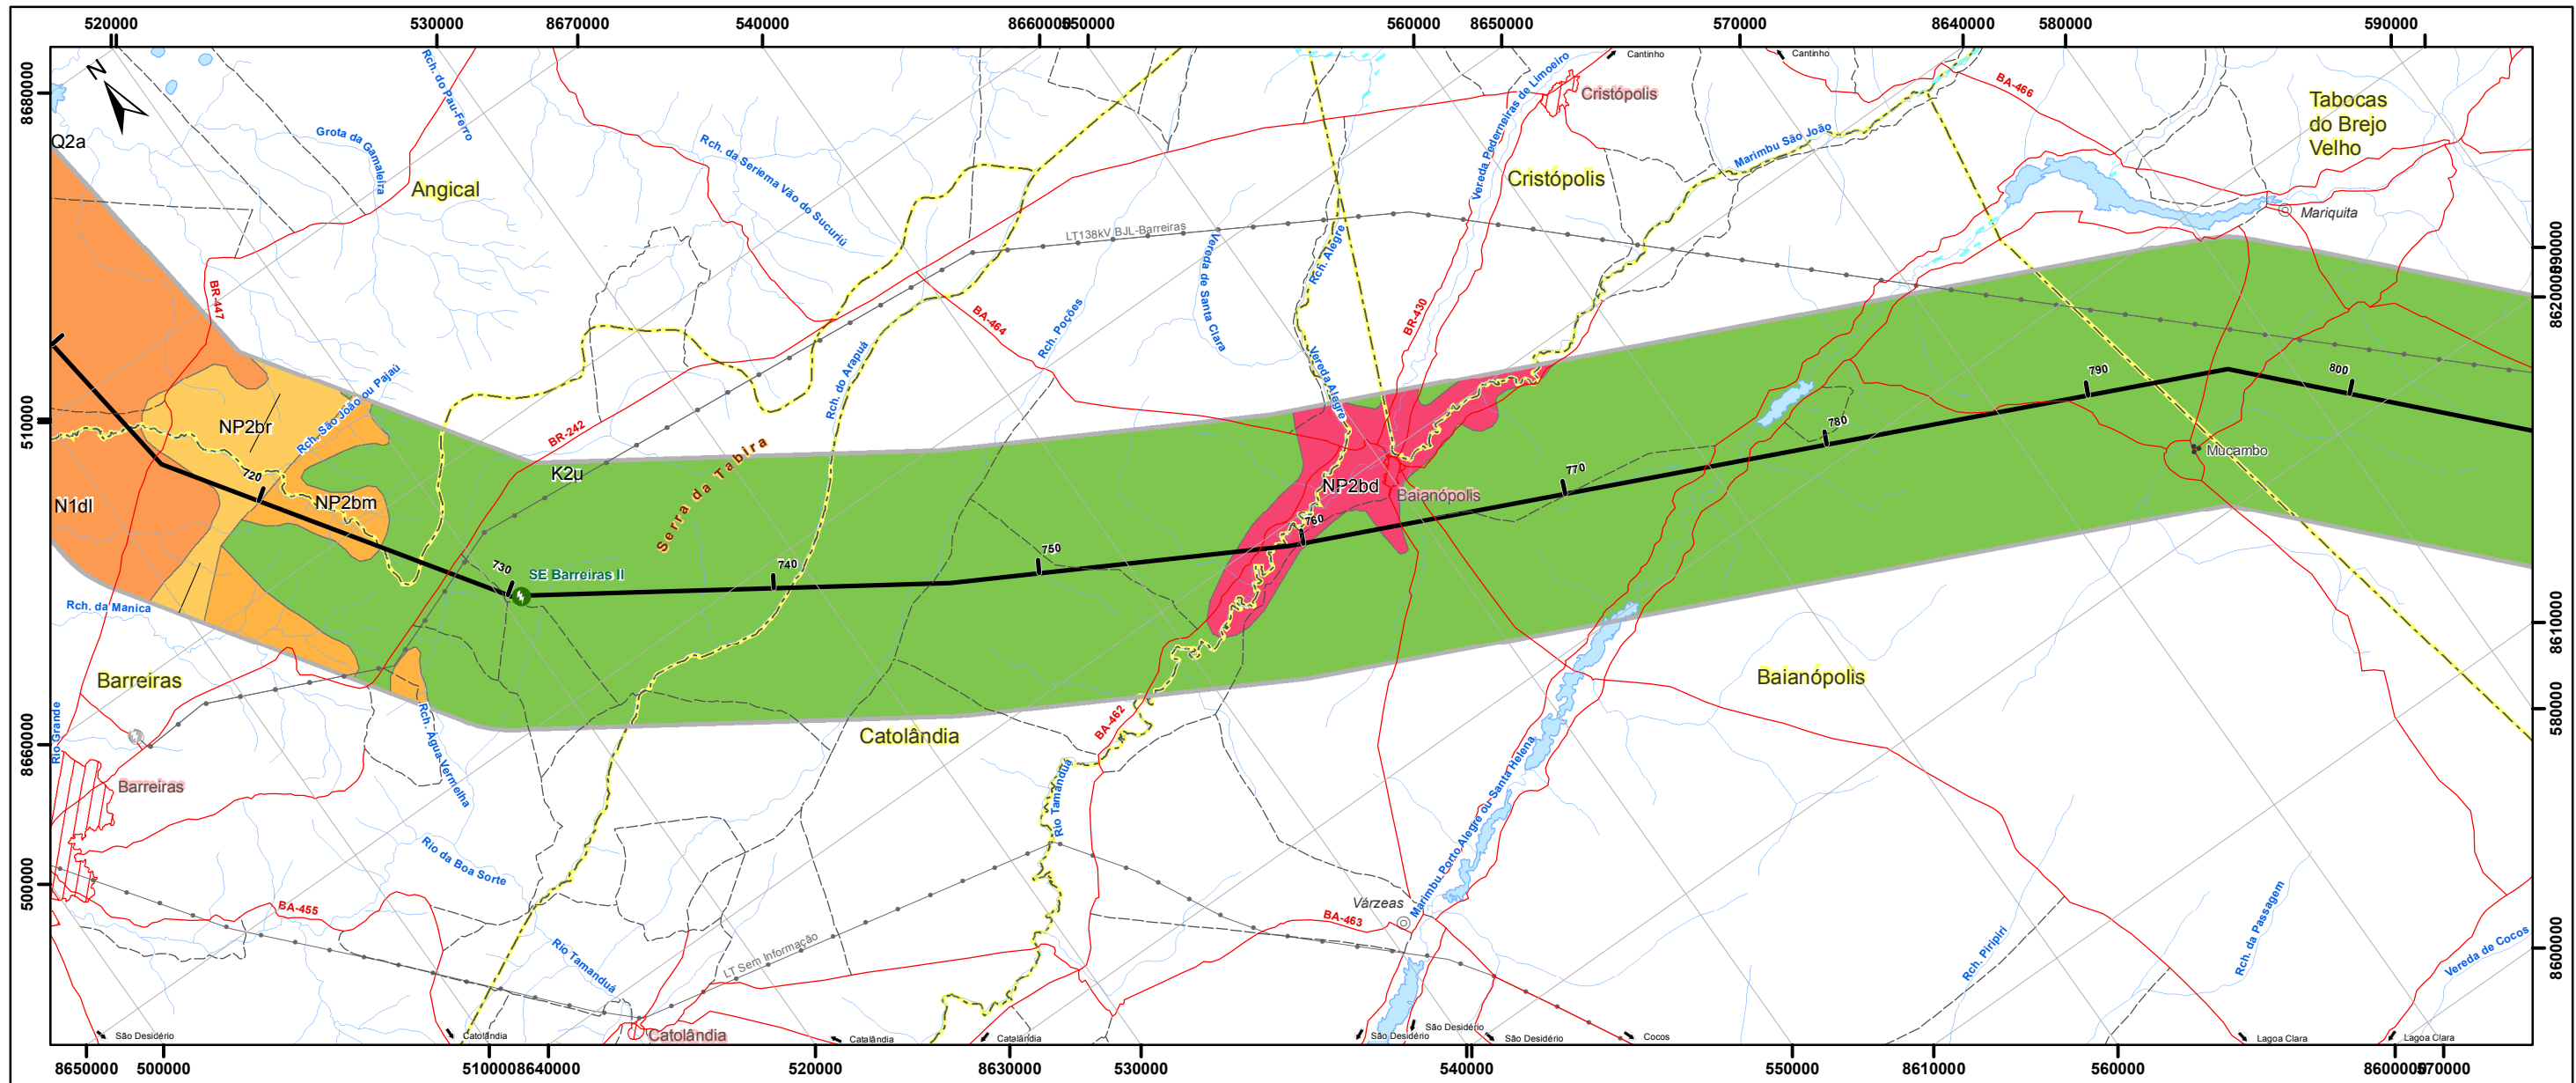 520000
530000
8670000
540000
8660000
550000
560000
8650000
570000
8640000
580000
590000
8680000
510000
8660000
500000
590000
8620000
8610000
580000
8600000
N
Q2a
Rch. do Pau-Ferro
Grota da Gamaleira
Angical
Rch. da Seriema Vão do Sucuriú
Vereda Pederneiras de Limoeiro
Cantinho
Cristópolis
Cantinho
BA-466
Tabocas
do Brejo
Velho
Marimbu São João
Cristópolis
Mariquita
LT138kV BJL-Barreiras
Vereda de Santa Clara
Rch. Alegre
BR-447
BA-464
Rch. Poções
BR-430
Rch. do Arapuá
Vereda Alegre
Rch. São João ou Pajaú
NP2br
BR-242
Serra da Tabira
K2u
720
NP2bm
N1dl
730
SE Barreiras II
740
750
760
NP2bd
Baianópolis
770
780
790
800
Mucambo
Rch. da Manica
Barreiras
Rio Grande
Rch. Água Vermelha
Catolândia
BA-462
Baianópolis
Barreiras
Rio Tamanduá
Marimbu Porto Alegre ou Santa Helena
Rio da Boa Sorte
BA-455
Várzeas
BA-463
LT Sem Informação
Rio Tamanduá
Rch. Piripiri
Rch. da Passagem
Vereda de Cocos
São Desidério
Catolândia
Catolândia
Catalândia
Catalândia
São Desidério
São Desidério
São Desidério
Cocos
Lagoa Clara
Lagoa Clara
8650000
500000
510000
8640000
520000
8630000
530000
540000
550000
8610000
560000
8600000
570000